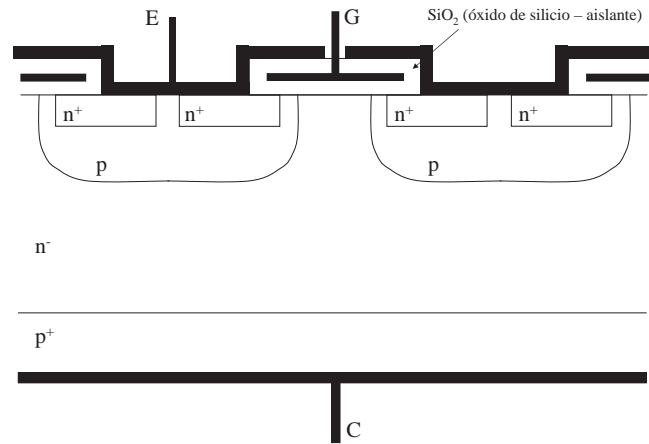 E
G
SiO₂ (óxido de silicio – aislante)
n⁺
n⁺
n⁺
n⁺
p
p
n⁻
p⁺
C